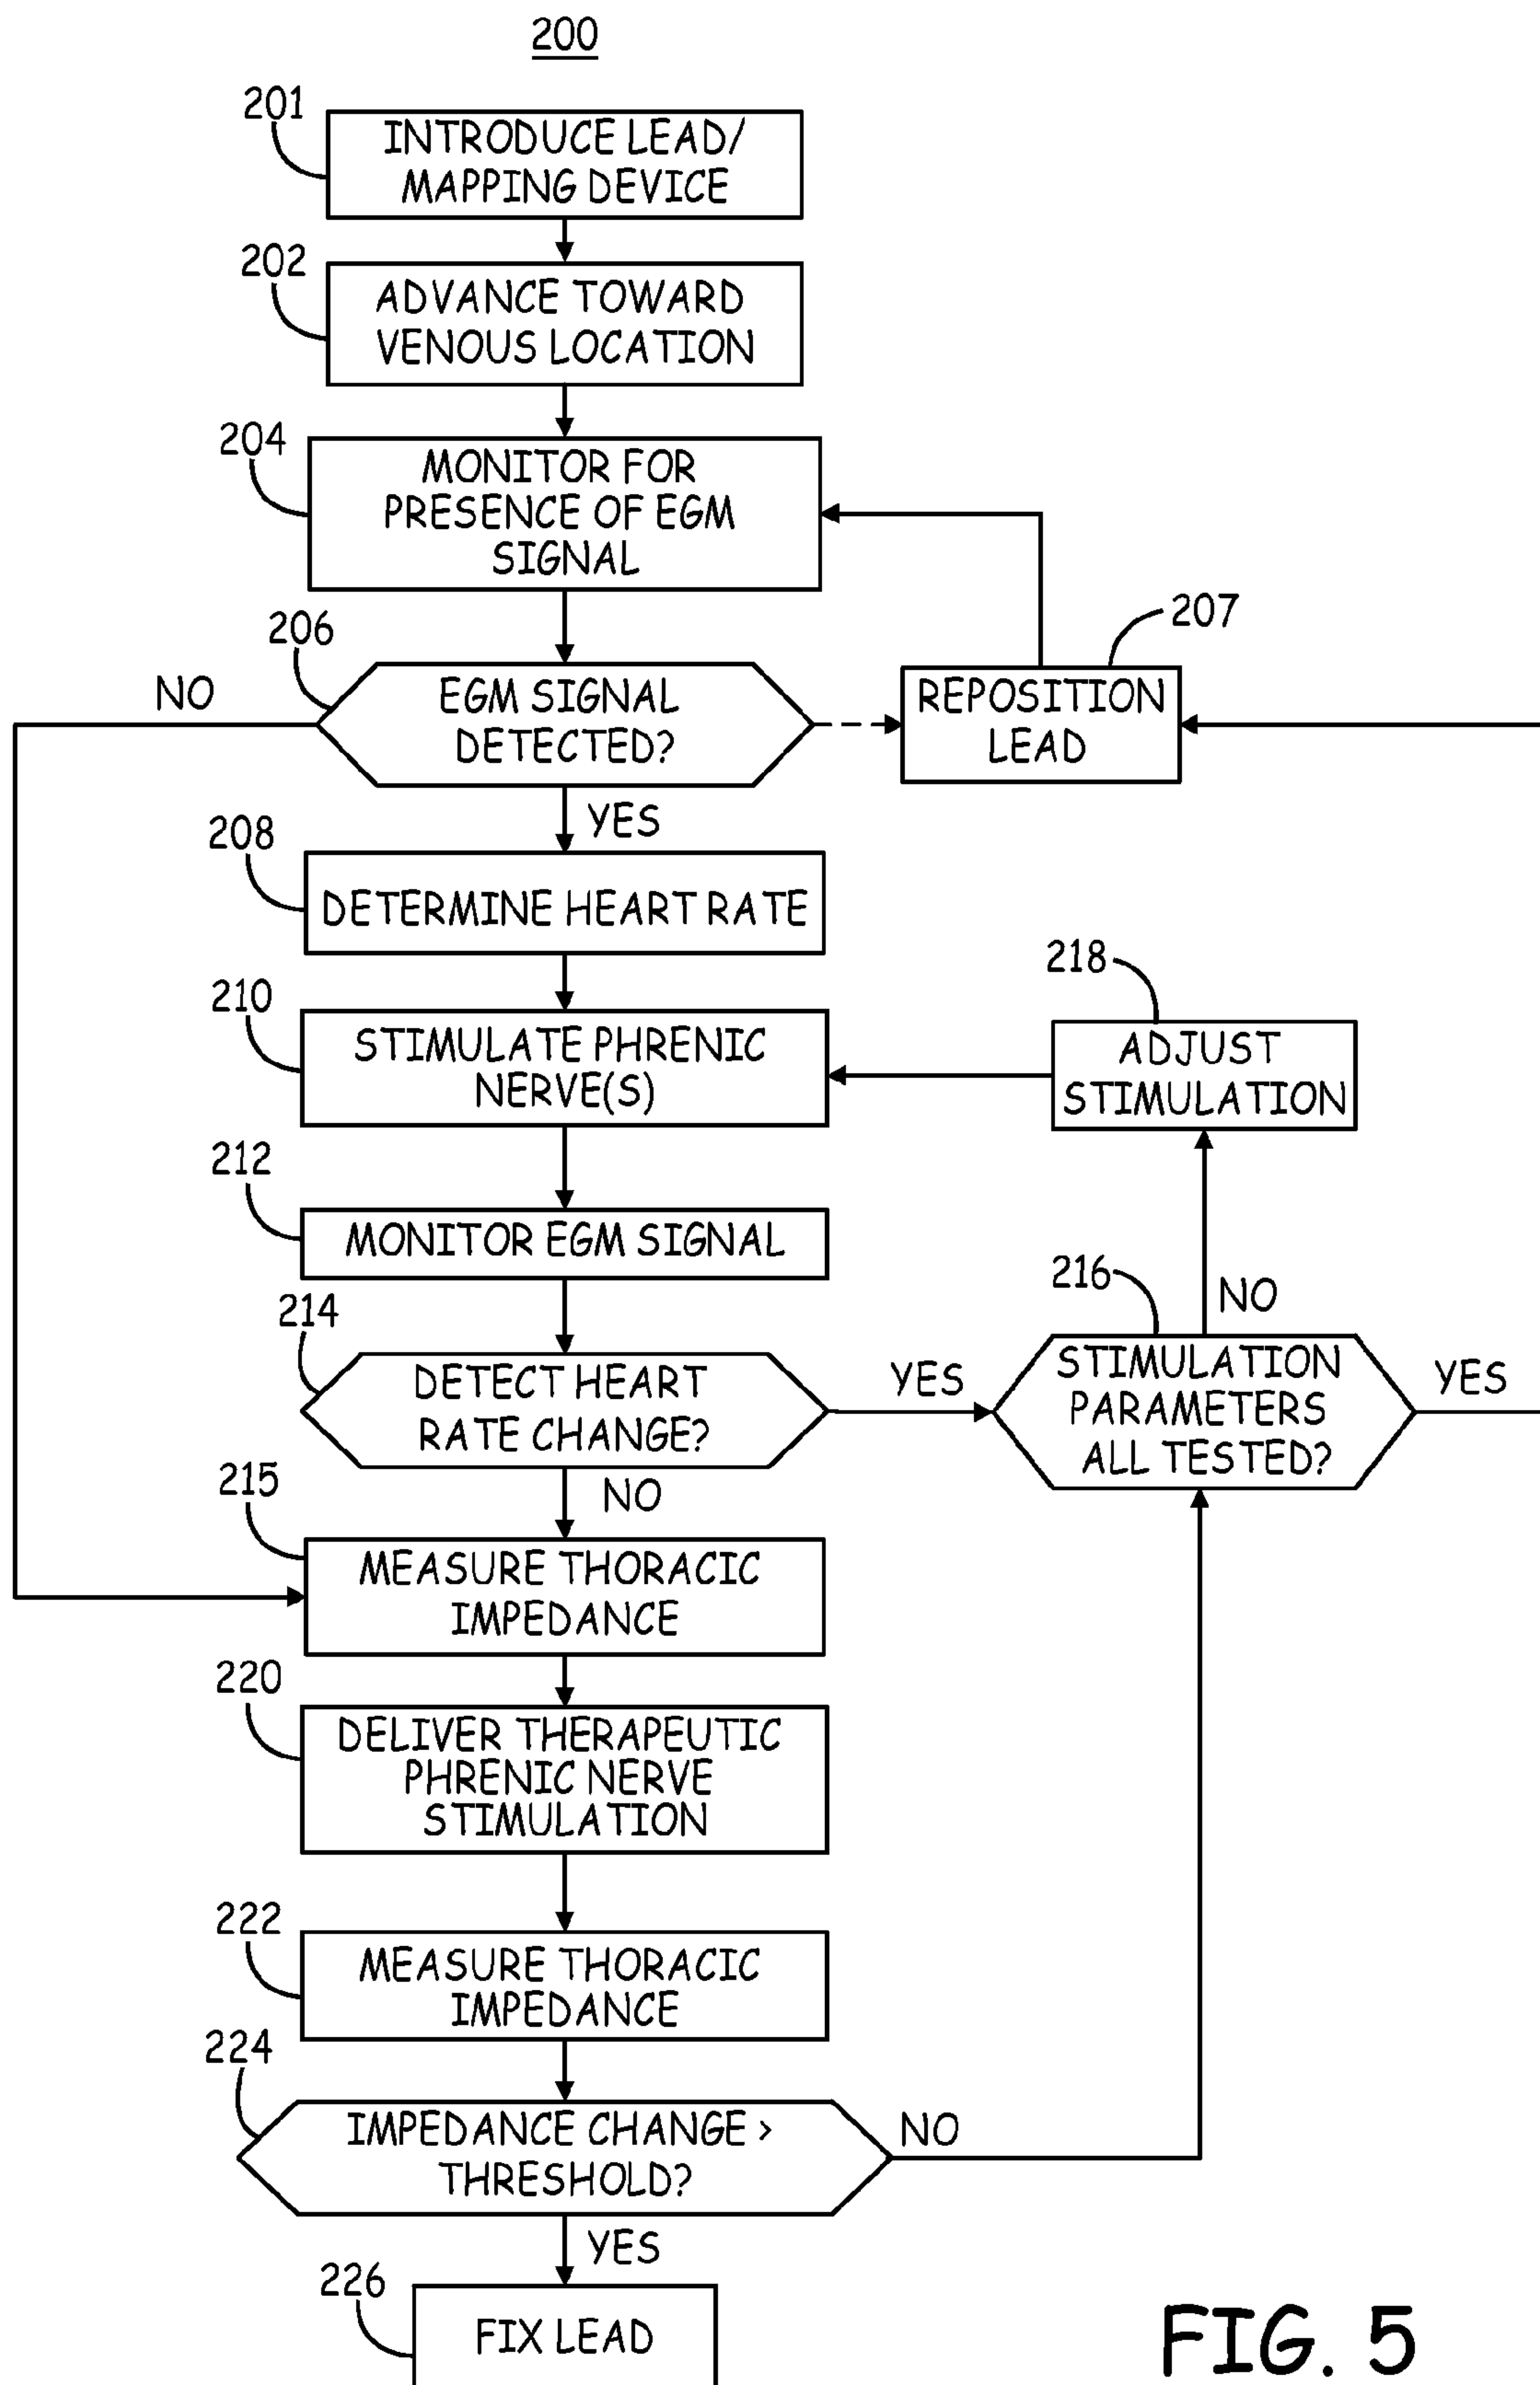 200
201
INTRODUCE LEAD/
MAPPING DEVICE
202
ADVANCE TOWARD
VENOUS LOCATION
204
MONITOR FOR
PRESENCE OF EGM
SIGNAL
206
NO
EGM SIGNAL
DETECTED?
207
REPOSITION
LEAD
YES
208
DETERMINE HEART RATE
210
STIMULATE PHRENIC
NERVE(S)
218
ADJUST
STIMULATION
212
MONITOR EGM SIGNAL
214
DETECT HEART
RATE CHANGE?
YES
216
NO
STIMULATION
PARAMETERS
ALL TESTED?
YES
NO
215
MEASURE THORACIC
IMPEDANCE
220
DELIVER THERAPEUTIC
PHRENIC NERVE
STIMULATION
222
MEASURE THORACIC
IMPEDANCE
224
IMPEDANCE CHANGE >
THRESHOLD?
NO
YES
226
FIX LEAD
FIG. 5